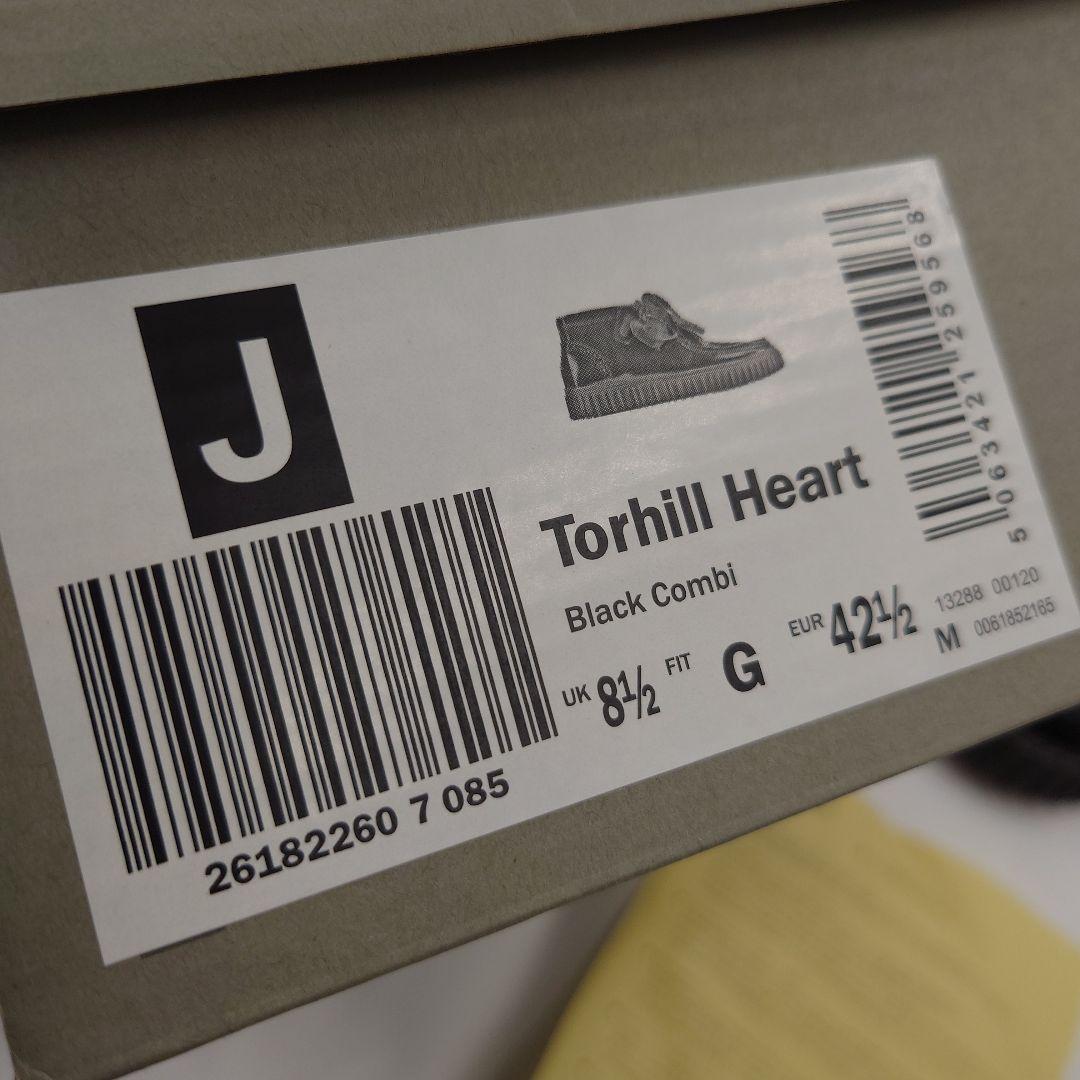 J
Torhill Heart
Black Combi
UK 8½ FIT G EUR 42½ M
13288 00120
0061852165
26182260 7 085
5 063421 259568